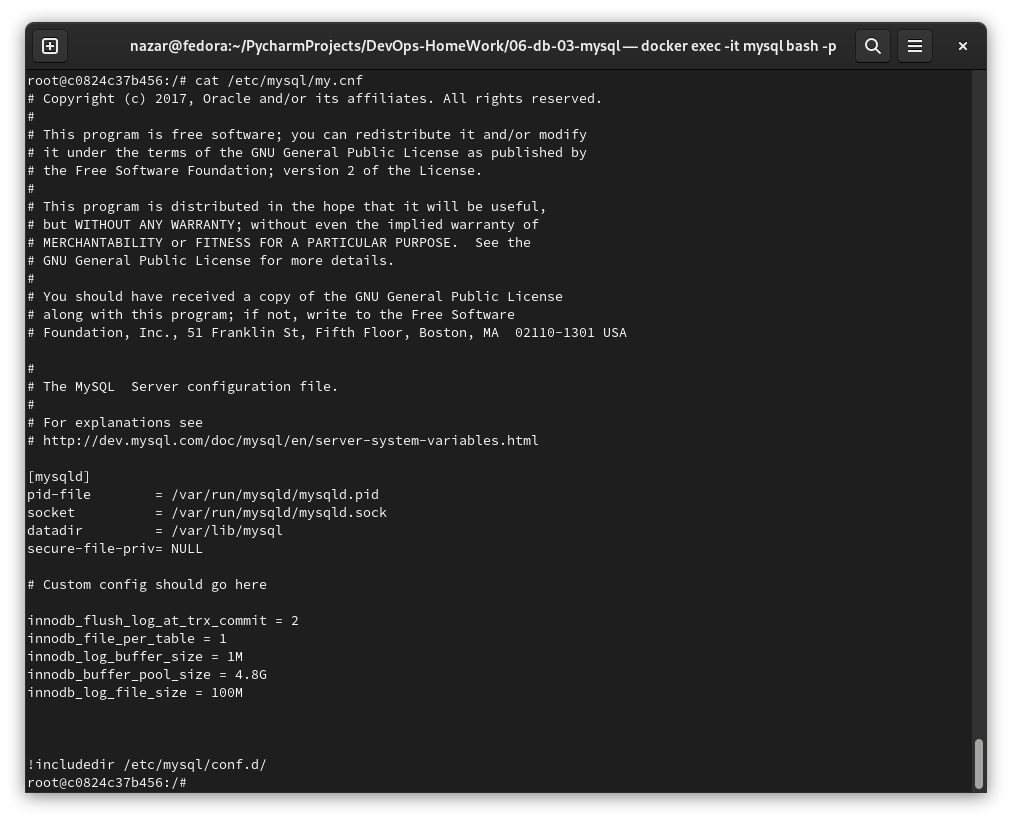 nazar@fedora:~/PycharmProjects/DevOps-HomeWork/06-db-03-mysql — docker exec -it mysql bash -p
root@c0824c37b456:/# cat /etc/mysql/my.cnf
# Copyright (c) 2017, Oracle and/or its affiliates. All rights reserved.
#
# This program is free software; you can redistribute it and/or modify
# it under the terms of the GNU General Public License as published by
# the Free Software Foundation; version 2 of the License.
#
# This program is distributed in the hope that it will be useful,
# but WITHOUT ANY WARRANTY; without even the implied warranty of
# MERCHANTABILITY or FITNESS FOR A PARTICULAR PURPOSE.  See the
# GNU General Public License for more details.
#
# You should have received a copy of the GNU General Public License
# along with this program; if not, write to the Free Software
# Foundation, Inc., 51 Franklin St, Fifth Floor, Boston, MA  02110-1301 USA

#
# The MySQL  Server configuration file.
#
# For explanations see
# http://dev.mysql.com/doc/mysql/en/server-system-variables.html

[mysqld]
pid-file        = /var/run/mysqld/mysqld.pid
socket          = /var/run/mysqld/mysqld.sock
datadir         = /var/lib/mysql
secure-file-priv= NULL

# Custom config should go here

innodb_flush_log_at_trx_commit = 2
innodb_file_per_table = 1
innodb_log_buffer_size = 1M
innodb_buffer_pool_size = 4.8G
innodb_log_file_size = 100M

!includedir /etc/mysql/conf.d/
root@c0824c37b456:/#